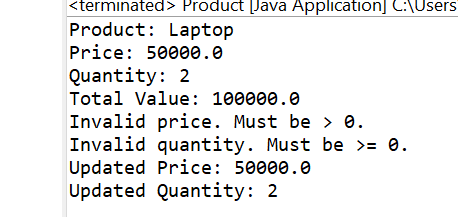 <terminated> Product [Java Application] C:\Users
Product: Laptop
Price: 50000.0
Quantity: 2
Total Value: 100000.0
Invalid price. Must be > 0.
Invalid quantity. Must be >= 0.
Updated Price: 50000.0
Updated Quantity: 2